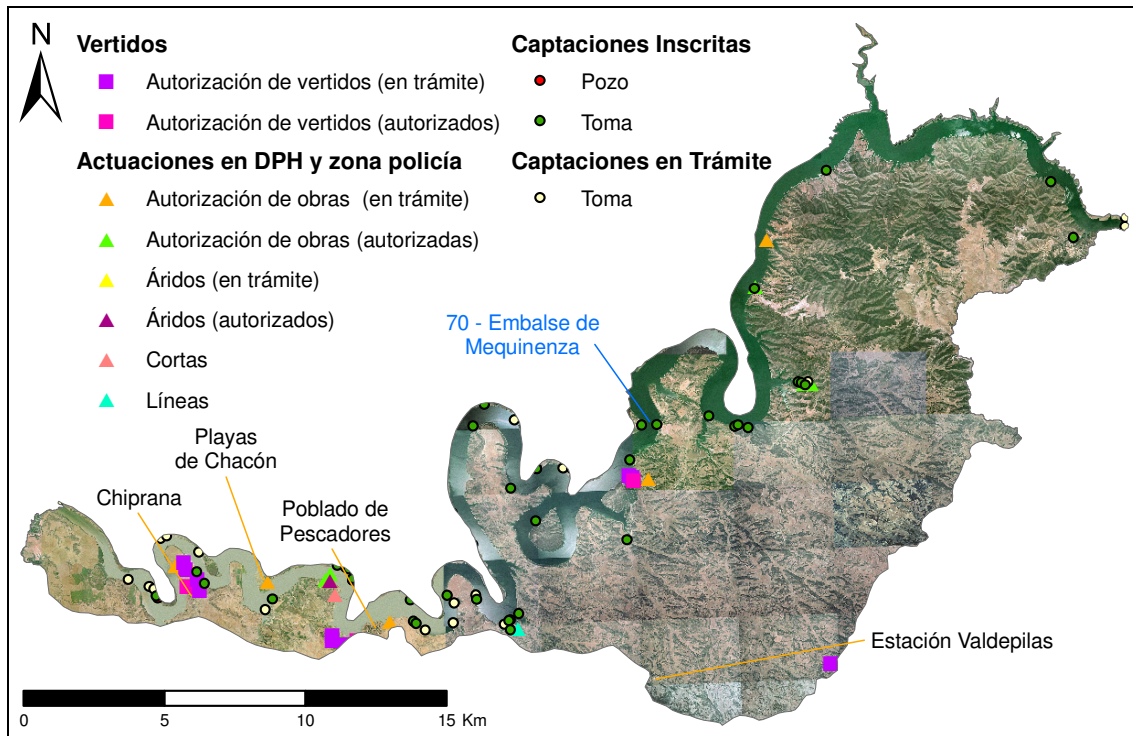 N
Vertidos
Autorización de vertidos (en trámite)
Autorización de vertidos (autorizados)
Actuaciones en DPH y zona policía
Autorización de obras (en trámite)
Autorización de obras (autorizadas)
Áridos (en trámite)
Áridos (autorizados)
Cortas
Líneas
Captaciones Inscritas
Pozo
Toma
Captaciones en Trámite
Toma
70 - Embalse de
Mequinenza
Playas
de Chacón
Chiprana
Poblado de
Pescadores
Estación Valdepilas
0 5 10 15 Km